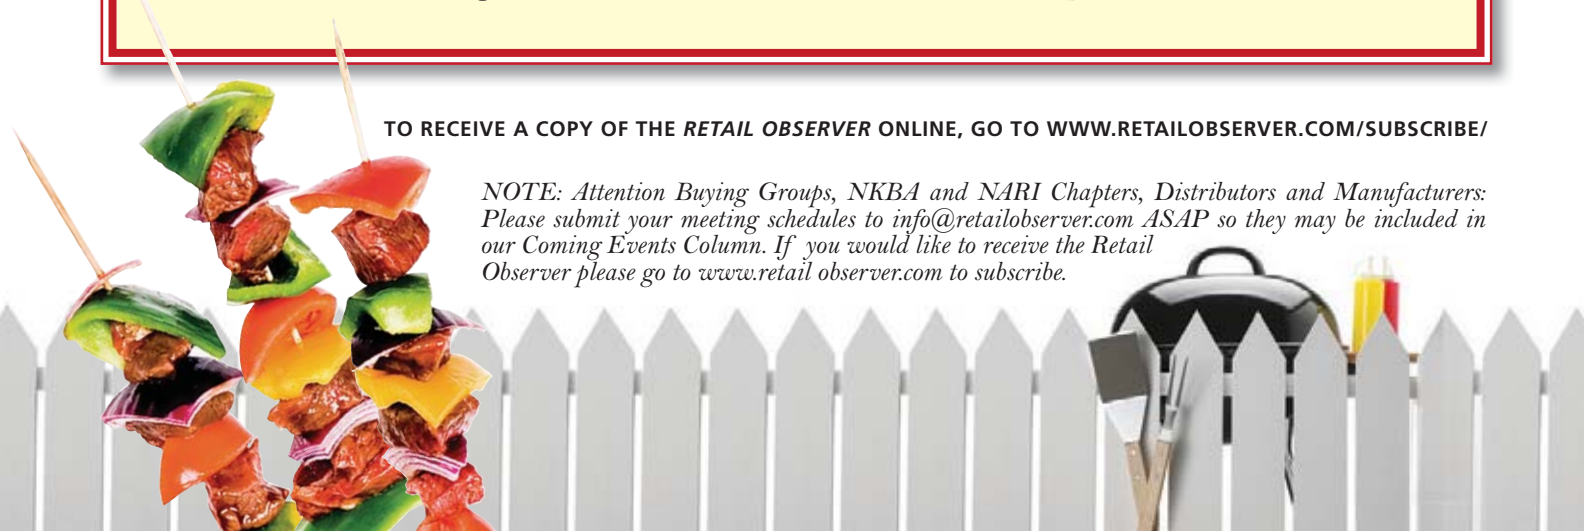 TO RECEIVE A COPY OF THE RETAIL OBSERVER ONLINE, GO TO WWW.RETAILOBSERVER.COM/SUBSCRIBE/
NOTE: Attention Buying Groups, NKBA and NARI Chapters, Distributors and Manufacturers:
Please submit your meeting schedules to info@retailobserver.com ASAP so they may be included in
our Coming Events Column. If you would like to receive the Retail
Observer please go to www.retail observer.com to subscribe.